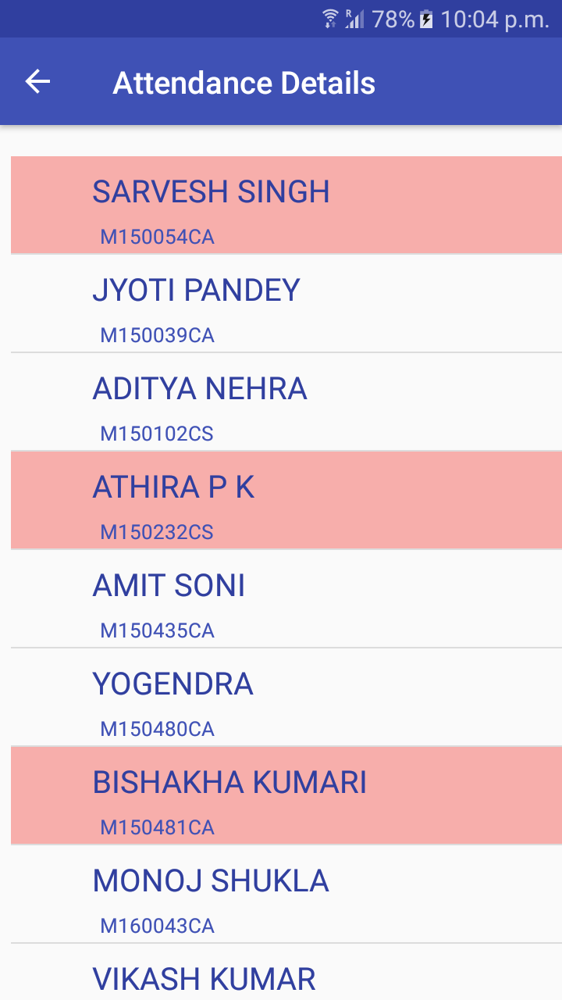 R 78% 10:04 p.m.
Attendance Details
SARVESH SINGH
M150054CA
JYOTI PANDEY
M150039CA
ADITYA NEHRA
M150102CS
ATHIRA P K
M150232CS
AMIT SONI
M150435CA
YOGENDRA
M150480CA
BISHAKHA KUMARI
M150481CA
MONOJ SHUKLA
M160043CA
VIKASH KUMAR